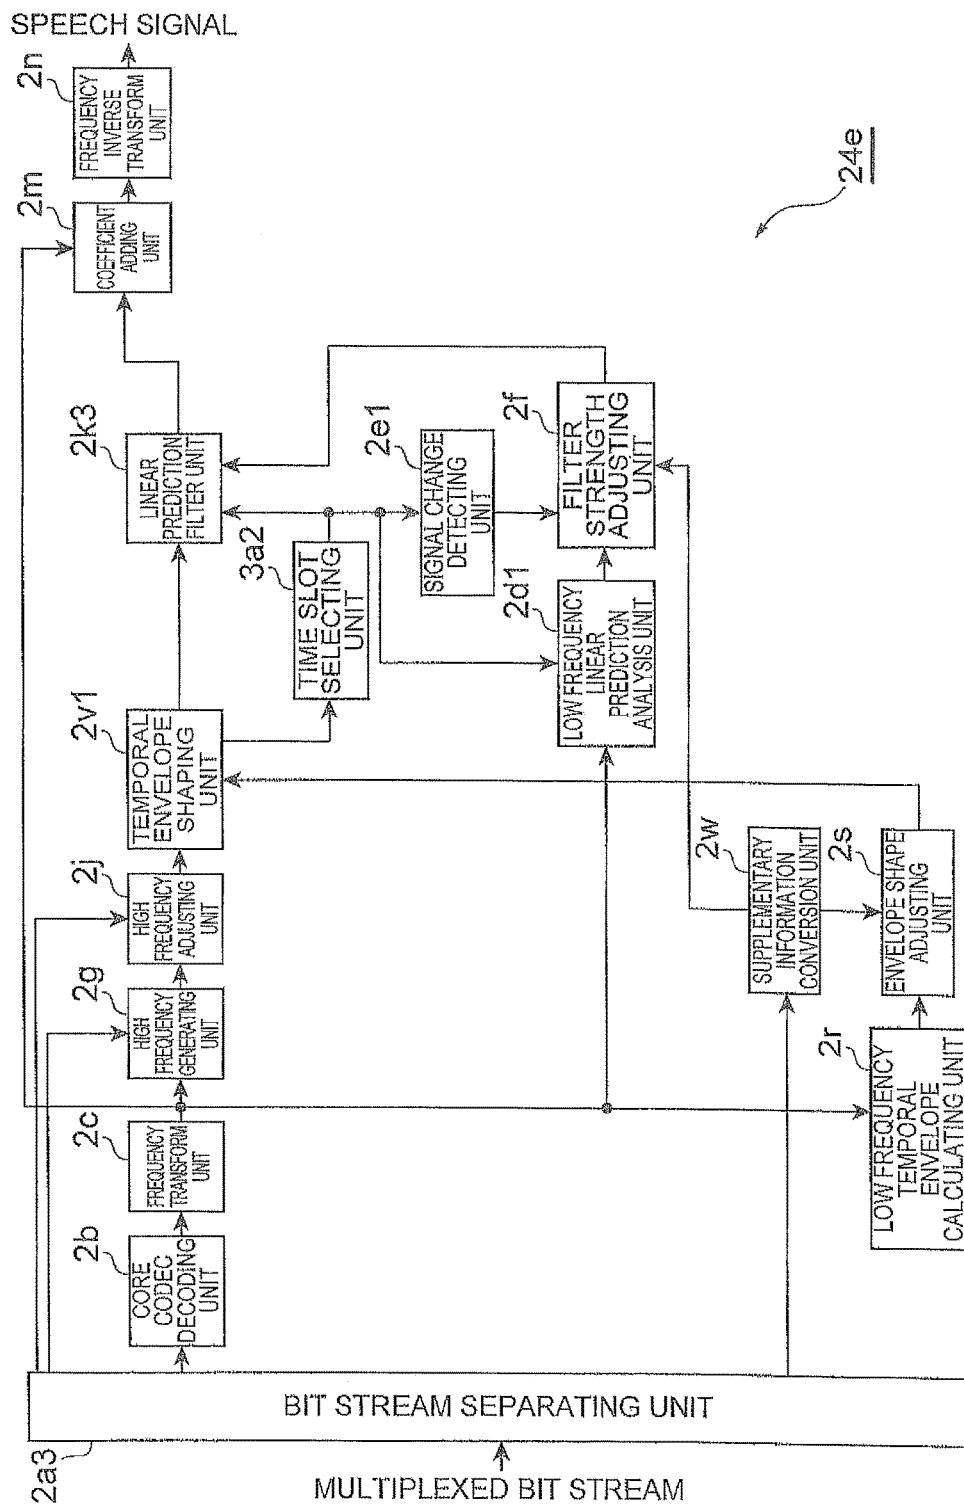 SPEECH SIGNAL
2n
FREQUENCY
INVERSE
TRANSFORM
UNIT
2m
COEFFICIENT
ADDING
UNIT
24e
2k3
LINEAR
PREDICTION
FILTER UNIT
2e1
SIGNAL CHANGE
DETECTING
UNIT
2f
FILTER
STRENGTH
ADJUSTING
UNIT
3a2
TIME SLOT
SELECTING
UNIT
2d1
LOW FREQUENCY
LINEAR
PREDICTION
ANALYSIS UNIT
2v1
TEMPORAL
ENVELOPE
SHAPING
UNIT
2j
HIGH
FREQUENCY
ADJUSTING
UNIT
2g
HIGH
FREQUENCY
GENERATING
UNIT
2w
SUPPLEMENTARY
INFORMATION
CONVERSION UNIT
2s
ENVELOPE SHAPE
ADJUSTING
UNIT
2r
LOW FREQUENCY
TEMPORAL
ENVELOPE
CALCULATING UNIT
2c
FREQUENCY
TRANSFORM
UNIT
2b
CORE
CODEC
DECODING
UNIT
BIT STREAM SEPARATING UNIT
2a3
MULTIPLEXED BIT STREAM